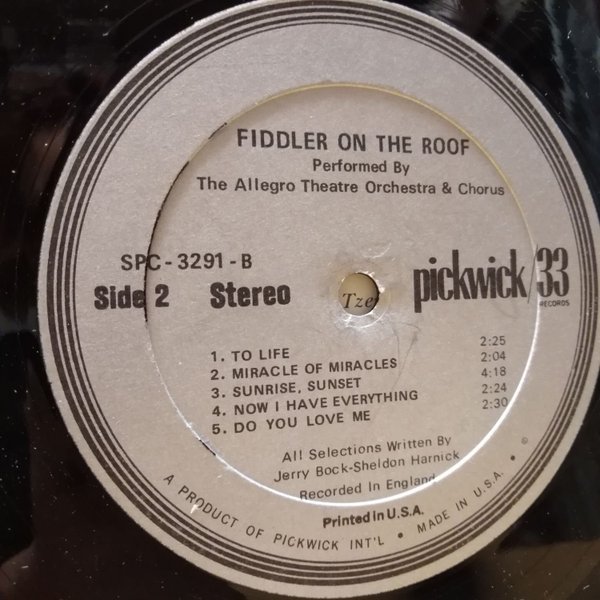 FIDDLER ON THE ROOF
Performed By
The Allegro Theatre Orchestra & Chorus
SPC-3291-B
Side 2 Stereo
pickwick/33
RECORDS
Tze
1. TO LIFE 2:25
2. MIRACLE OF MIRACLES 2:04
3. SUNRISE, SUNSET 4:18
4. NOW I HAVE EVERYTHING 2:24
5. DO YOU LOVE ME 2:30
All Selections Written By
Jerry Bock-Sheldon Harnick
Recorded In England
Printed in U.S.A.
A PRODUCT OF PICKWICK INT'L • MADE IN U.S.A. •